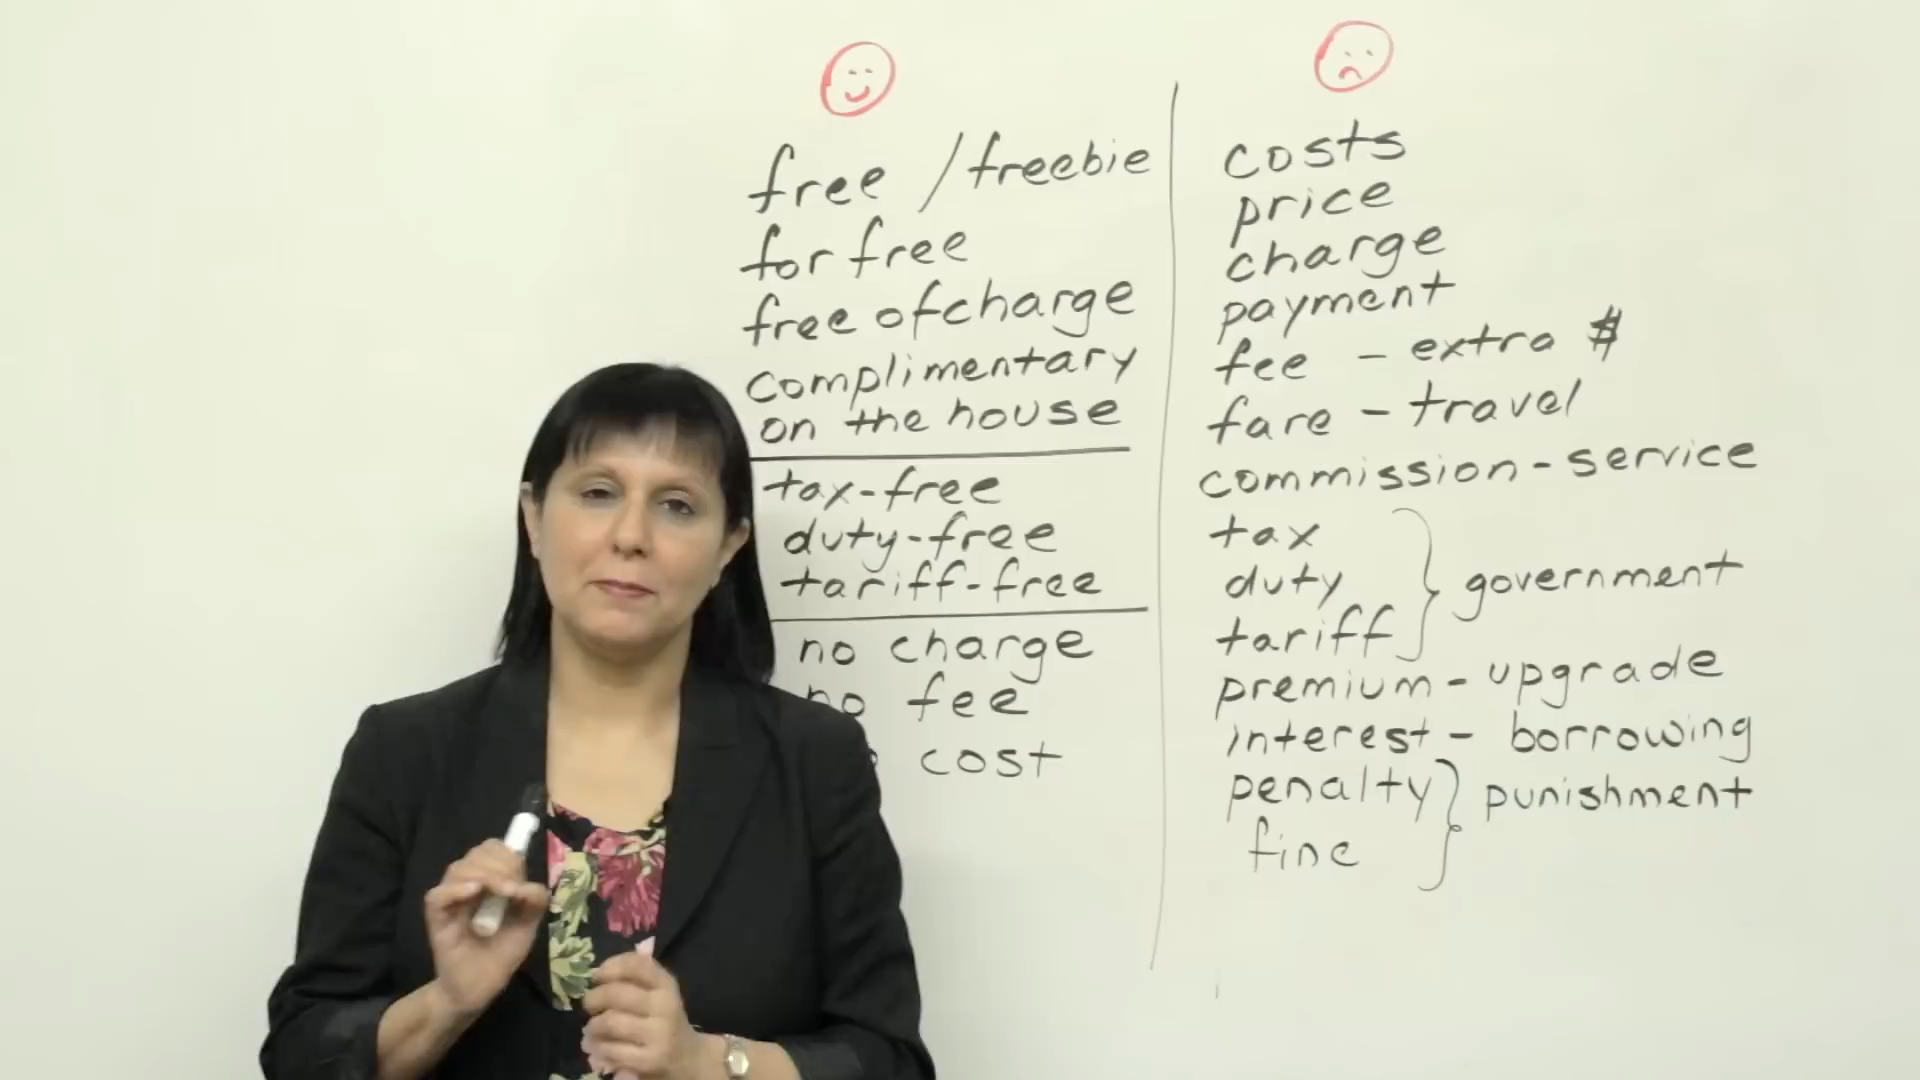 free / freebie
for free
free of charge
complimentary
on the house
tax-free
duty-free
tariff-free
no charge
no fee
cost
costs
price
charge
payment
fee - extra $
fare - travel
commission - service
tax
duty
tariff
government
premium - upgrade
interest - borrowing
penalty
fine
punishment